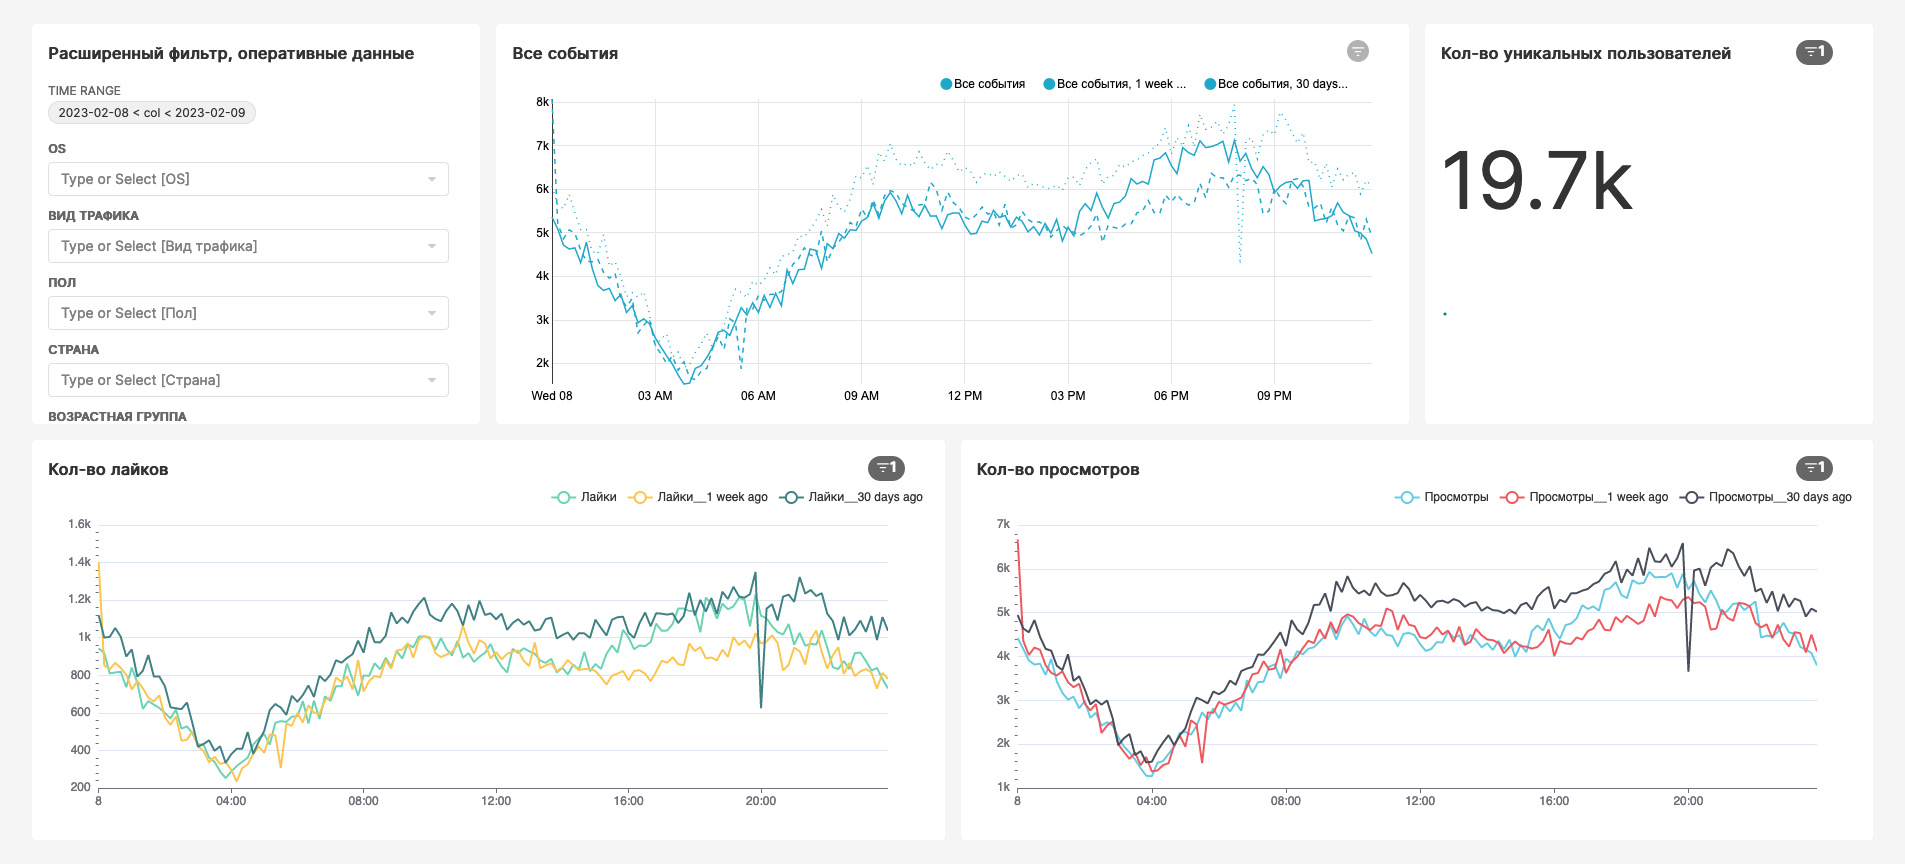 Расширенный фильтр, оперативные данные
TIME RANGE
2023-02-08 < col < 2023-02-09
OS
Type or Select [OS]
ВИД ТРАФИКА
Type or Select [Вид трафика]
ПОЛ
Type or Select [Пол]
СТРАНА
Type or Select [Страна]
ВОЗРАСТНАЯ ГРУППА
Все события
Все события Все события, 1 week ... Все события, 30 days...
8k
7k
6k
5k
4k
3k
2k
Wed 08 03 AM 06 AM 09 AM 12 PM 03 PM 06 PM 09 PM
Кол-во уникальных пользователей
1
19.7k
Кол-во лайков
1
Лайки Лайки__1 week ago Лайки__30 days ago
1.6k
1.4k
1.2k
1k
800
600
400
200
8 04:00 08:00 12:00 16:00 20:00
Кол-во просмотров
1
Просмотры Просмотры__1 week ago Просмотры__30 days ago
7k
6k
5k
4k
3k
2k
1k
8 04:00 08:00 12:00 16:00 20:00